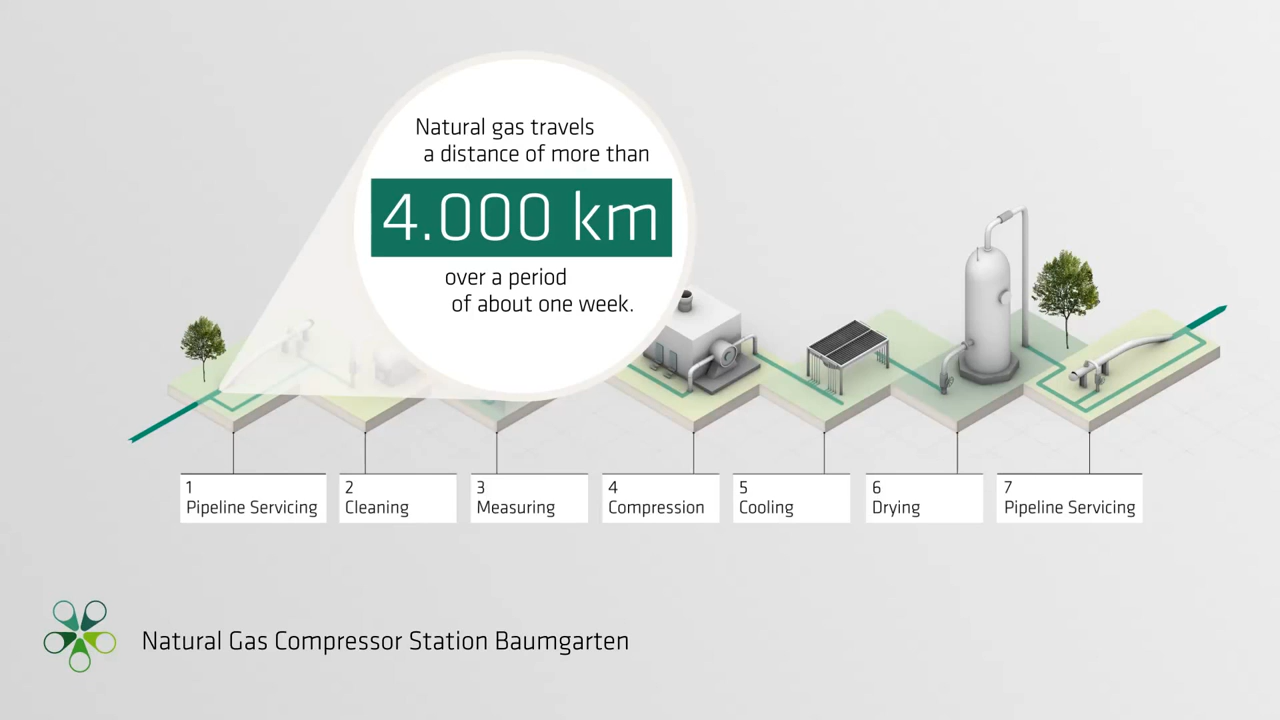 Natural gas travels
a distance of more than
4.000 km
over a period
of about one week.
1
Pipeline Servicing
2
Cleaning
3
Measuring
4
Compression
5
Cooling
6
Drying
7
Pipeline Servicing
Natural Gas Compressor Station Baumgarten